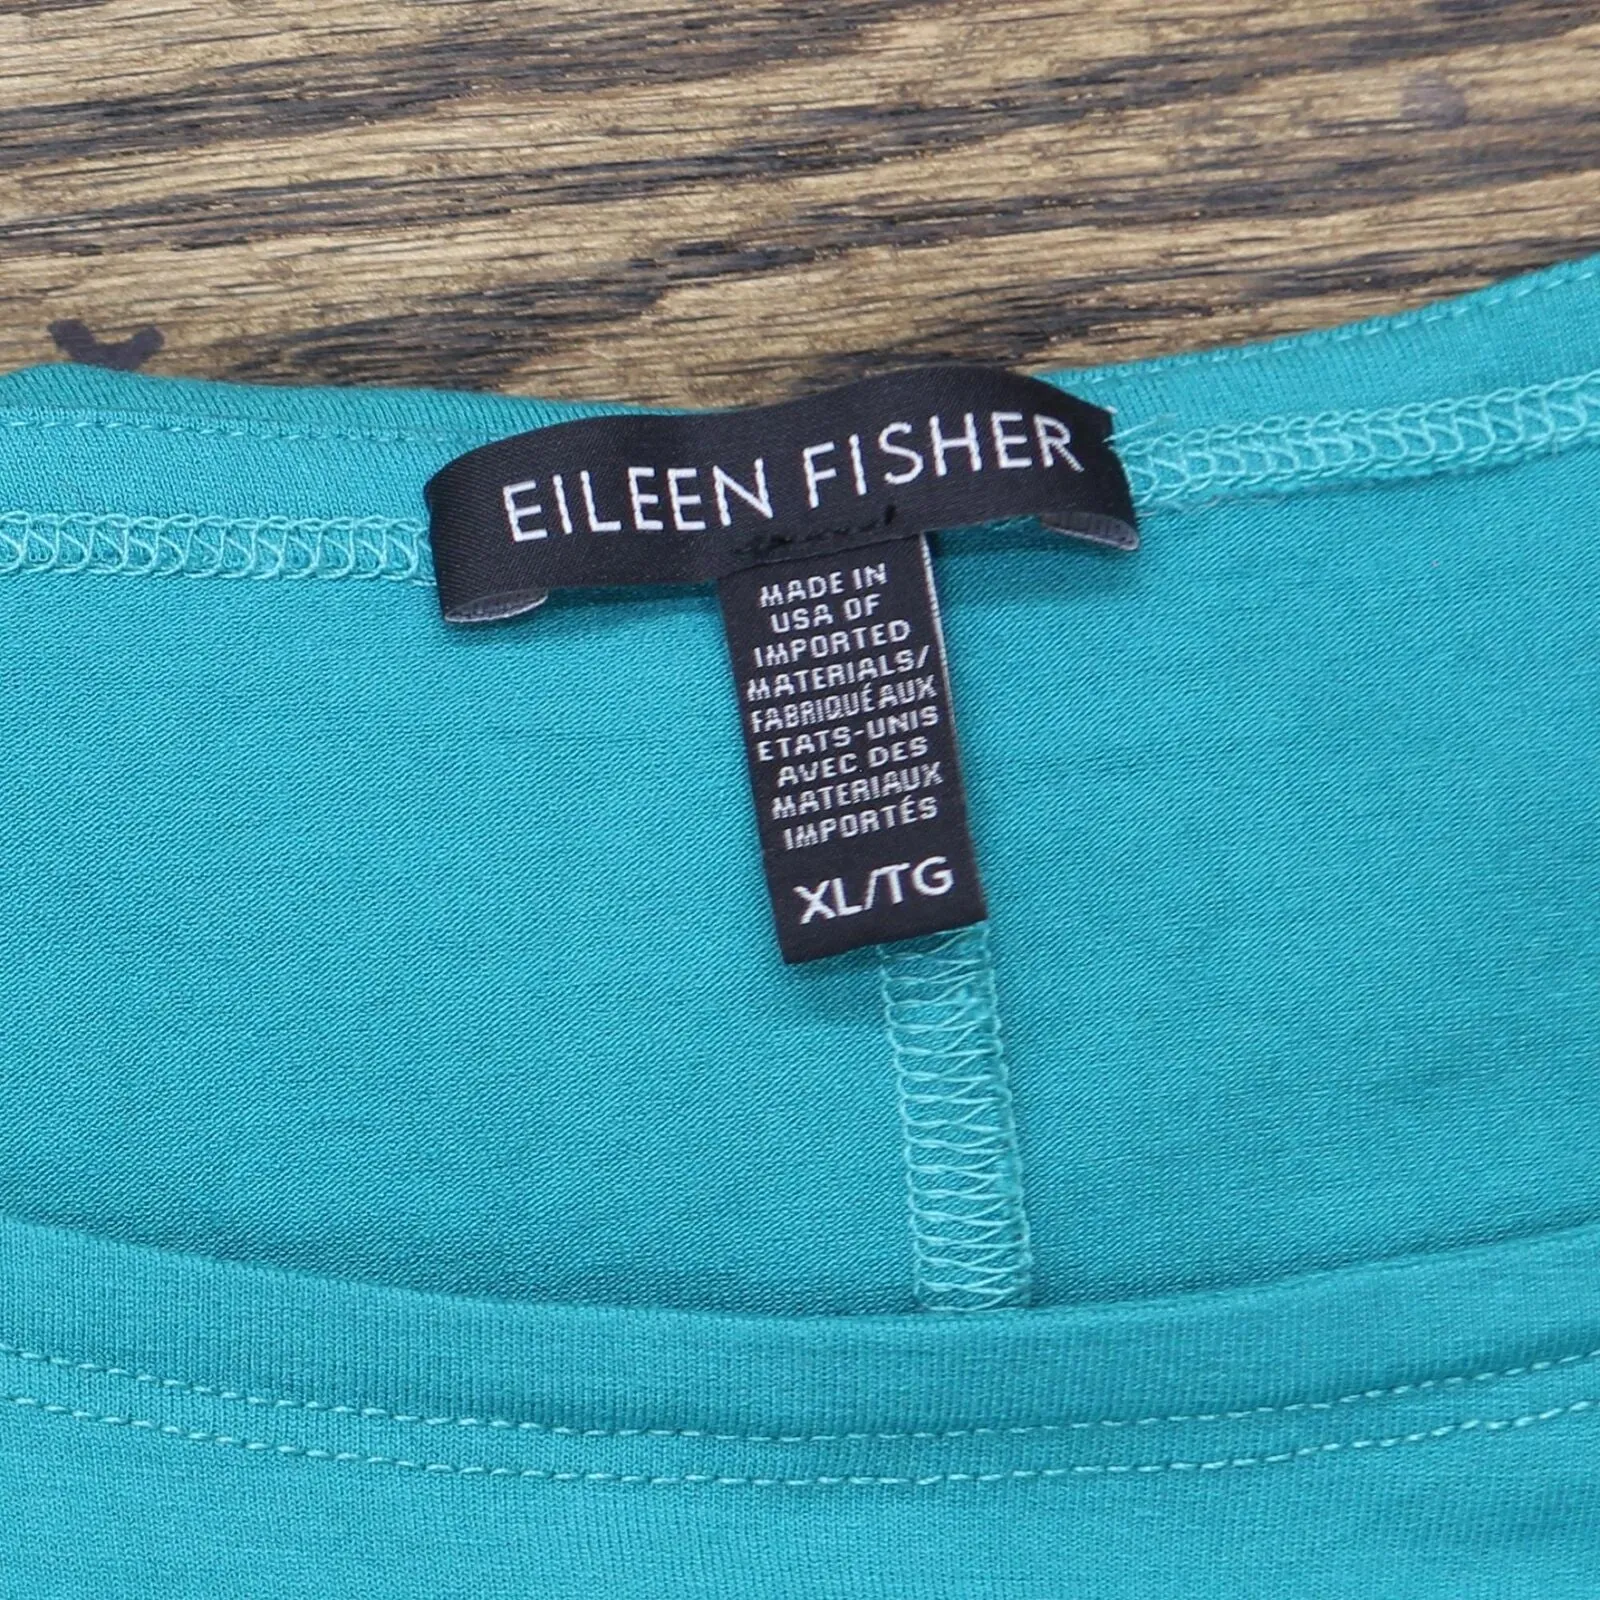 EILEEN FISHER
MADE IN
USA OF
IMPORTED
MATERIALS/
FABRIQUÉ AUX
ETATS-UNIS
AVEC DES
MATERIAUX
IMPORTÉS
XL/TG